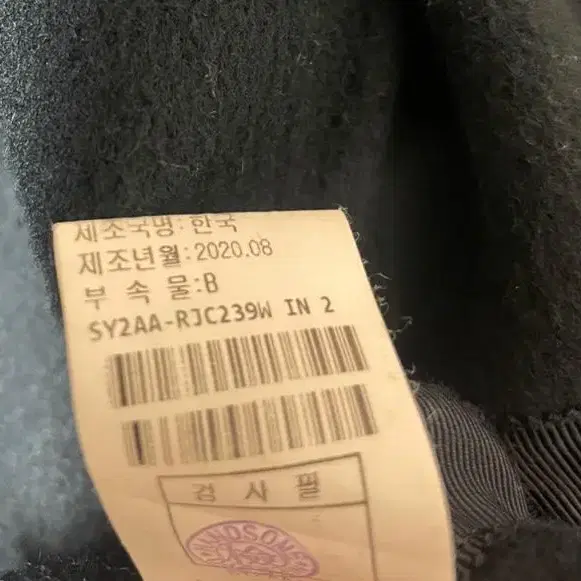 제조국명:한국
제조년월:2020.08
부 속 물:B
SY2AA-RJC239W IN 2
검 사 필